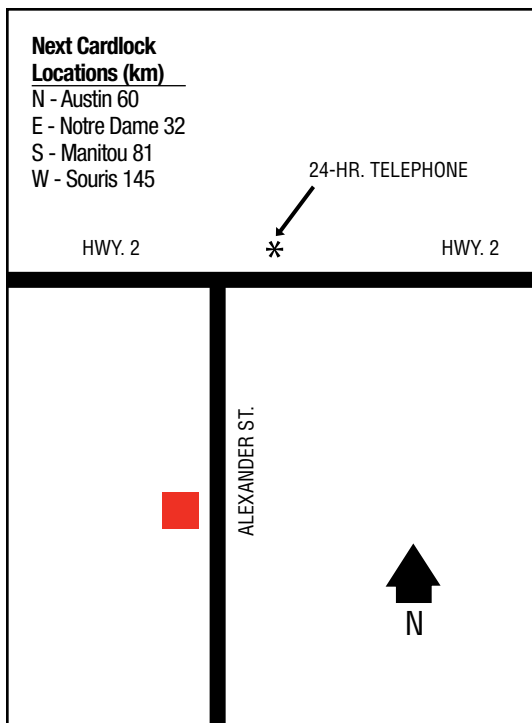 Next Cardlock
Locations (km)
N - Austin 60
E - Notre Dame 32
S - Manitou 81
W - Souris 145
24-HR. TELEPHONE
*
HWY. 2
HWY. 2
ALEXANDER ST.
N